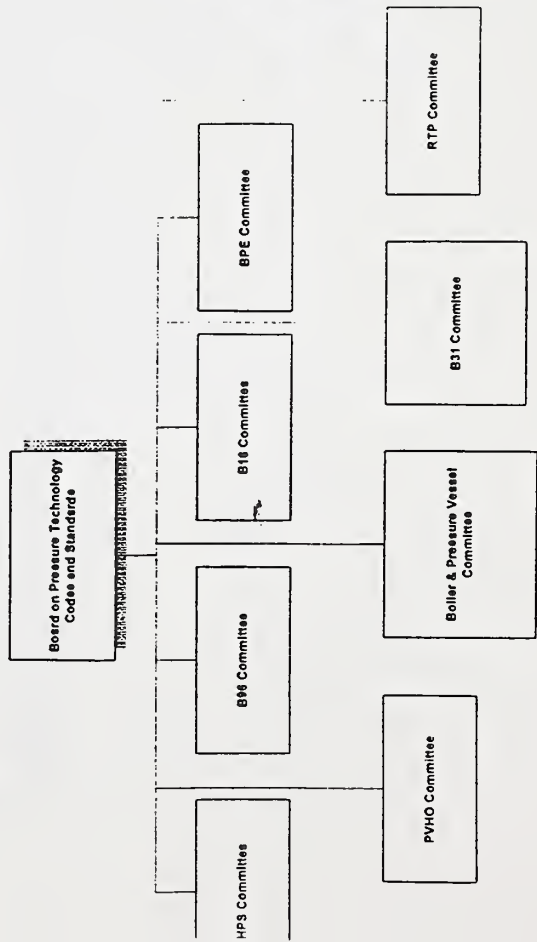 Board on Pressure Technology
Codes and Standards
HPS Committee
B96 Committee
B16 Committee
BPE Committee
PVHO Committee
Boiler & Pressure Vessel
Committee
B31 Committee
RTP Committee